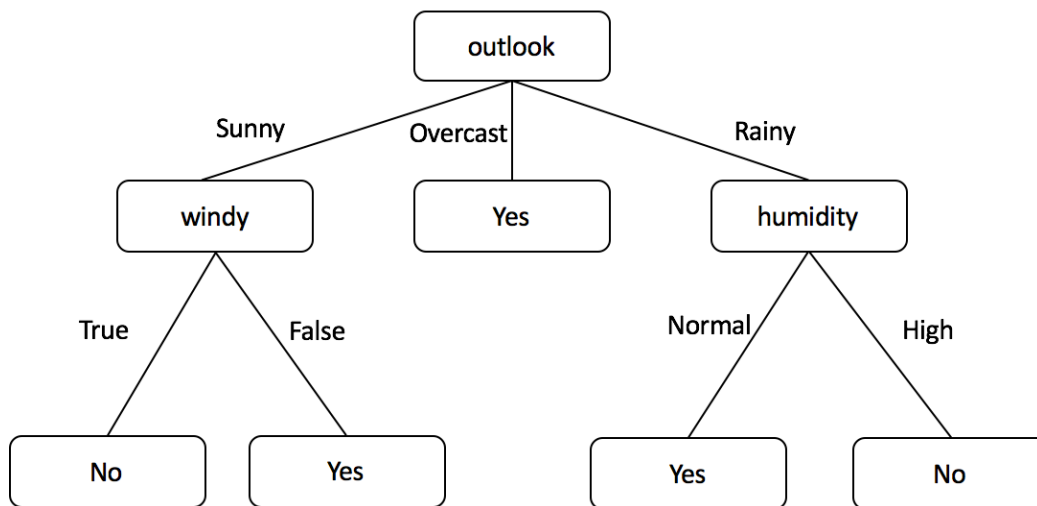 outlook
Sunny
Overcast
Rainy
windy
Yes
humidity
True
False
Normal
High
No
Yes
Yes
No